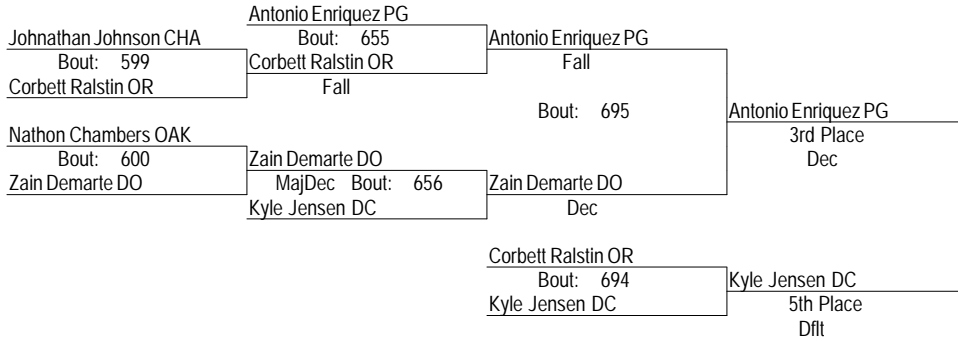 Antonio Enriquez PG
Johnathan Johnson CHA Bout: 655 Antonio Enriquez PG
Bout: 599 Corbett Ralstin OR Fall
Corbett Ralstin OR Fall
Bout: 695 Antonio Enriquez PG
Nathon Chambers OAK 3rd Place
Bout: 600 Zain Demarte DO Dec
Zain Demarte DO MajDec Bout: 656 Zain Demarte DO
Kyle Jensen DC Dec
Corbett Ralstin OR
Bout: 694 Kyle Jensen DC
Kyle Jensen DC 5th Place
Dflt